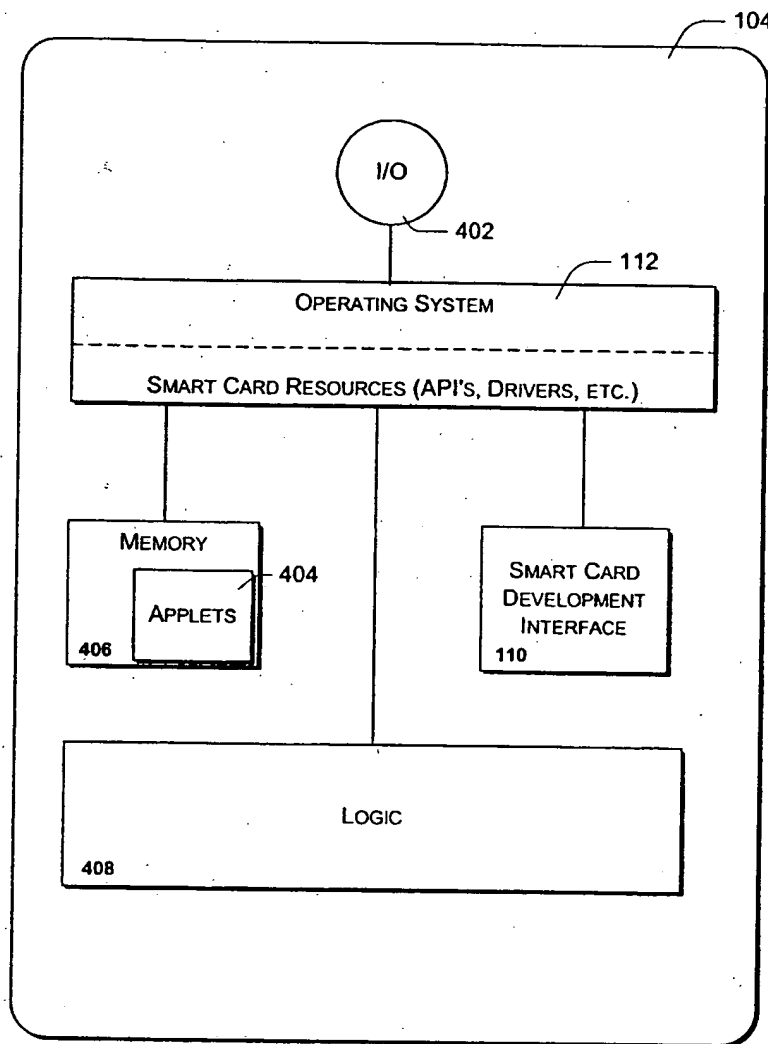 104
I/O
402
112
OPERATING SYSTEM
SMART CARD RESOURCES (API'S, DRIVERS, ETC.)
MEMORY
404
APPLETS
406
SMART CARD
DEVELOPMENT
INTERFACE
110
LOGIC
408